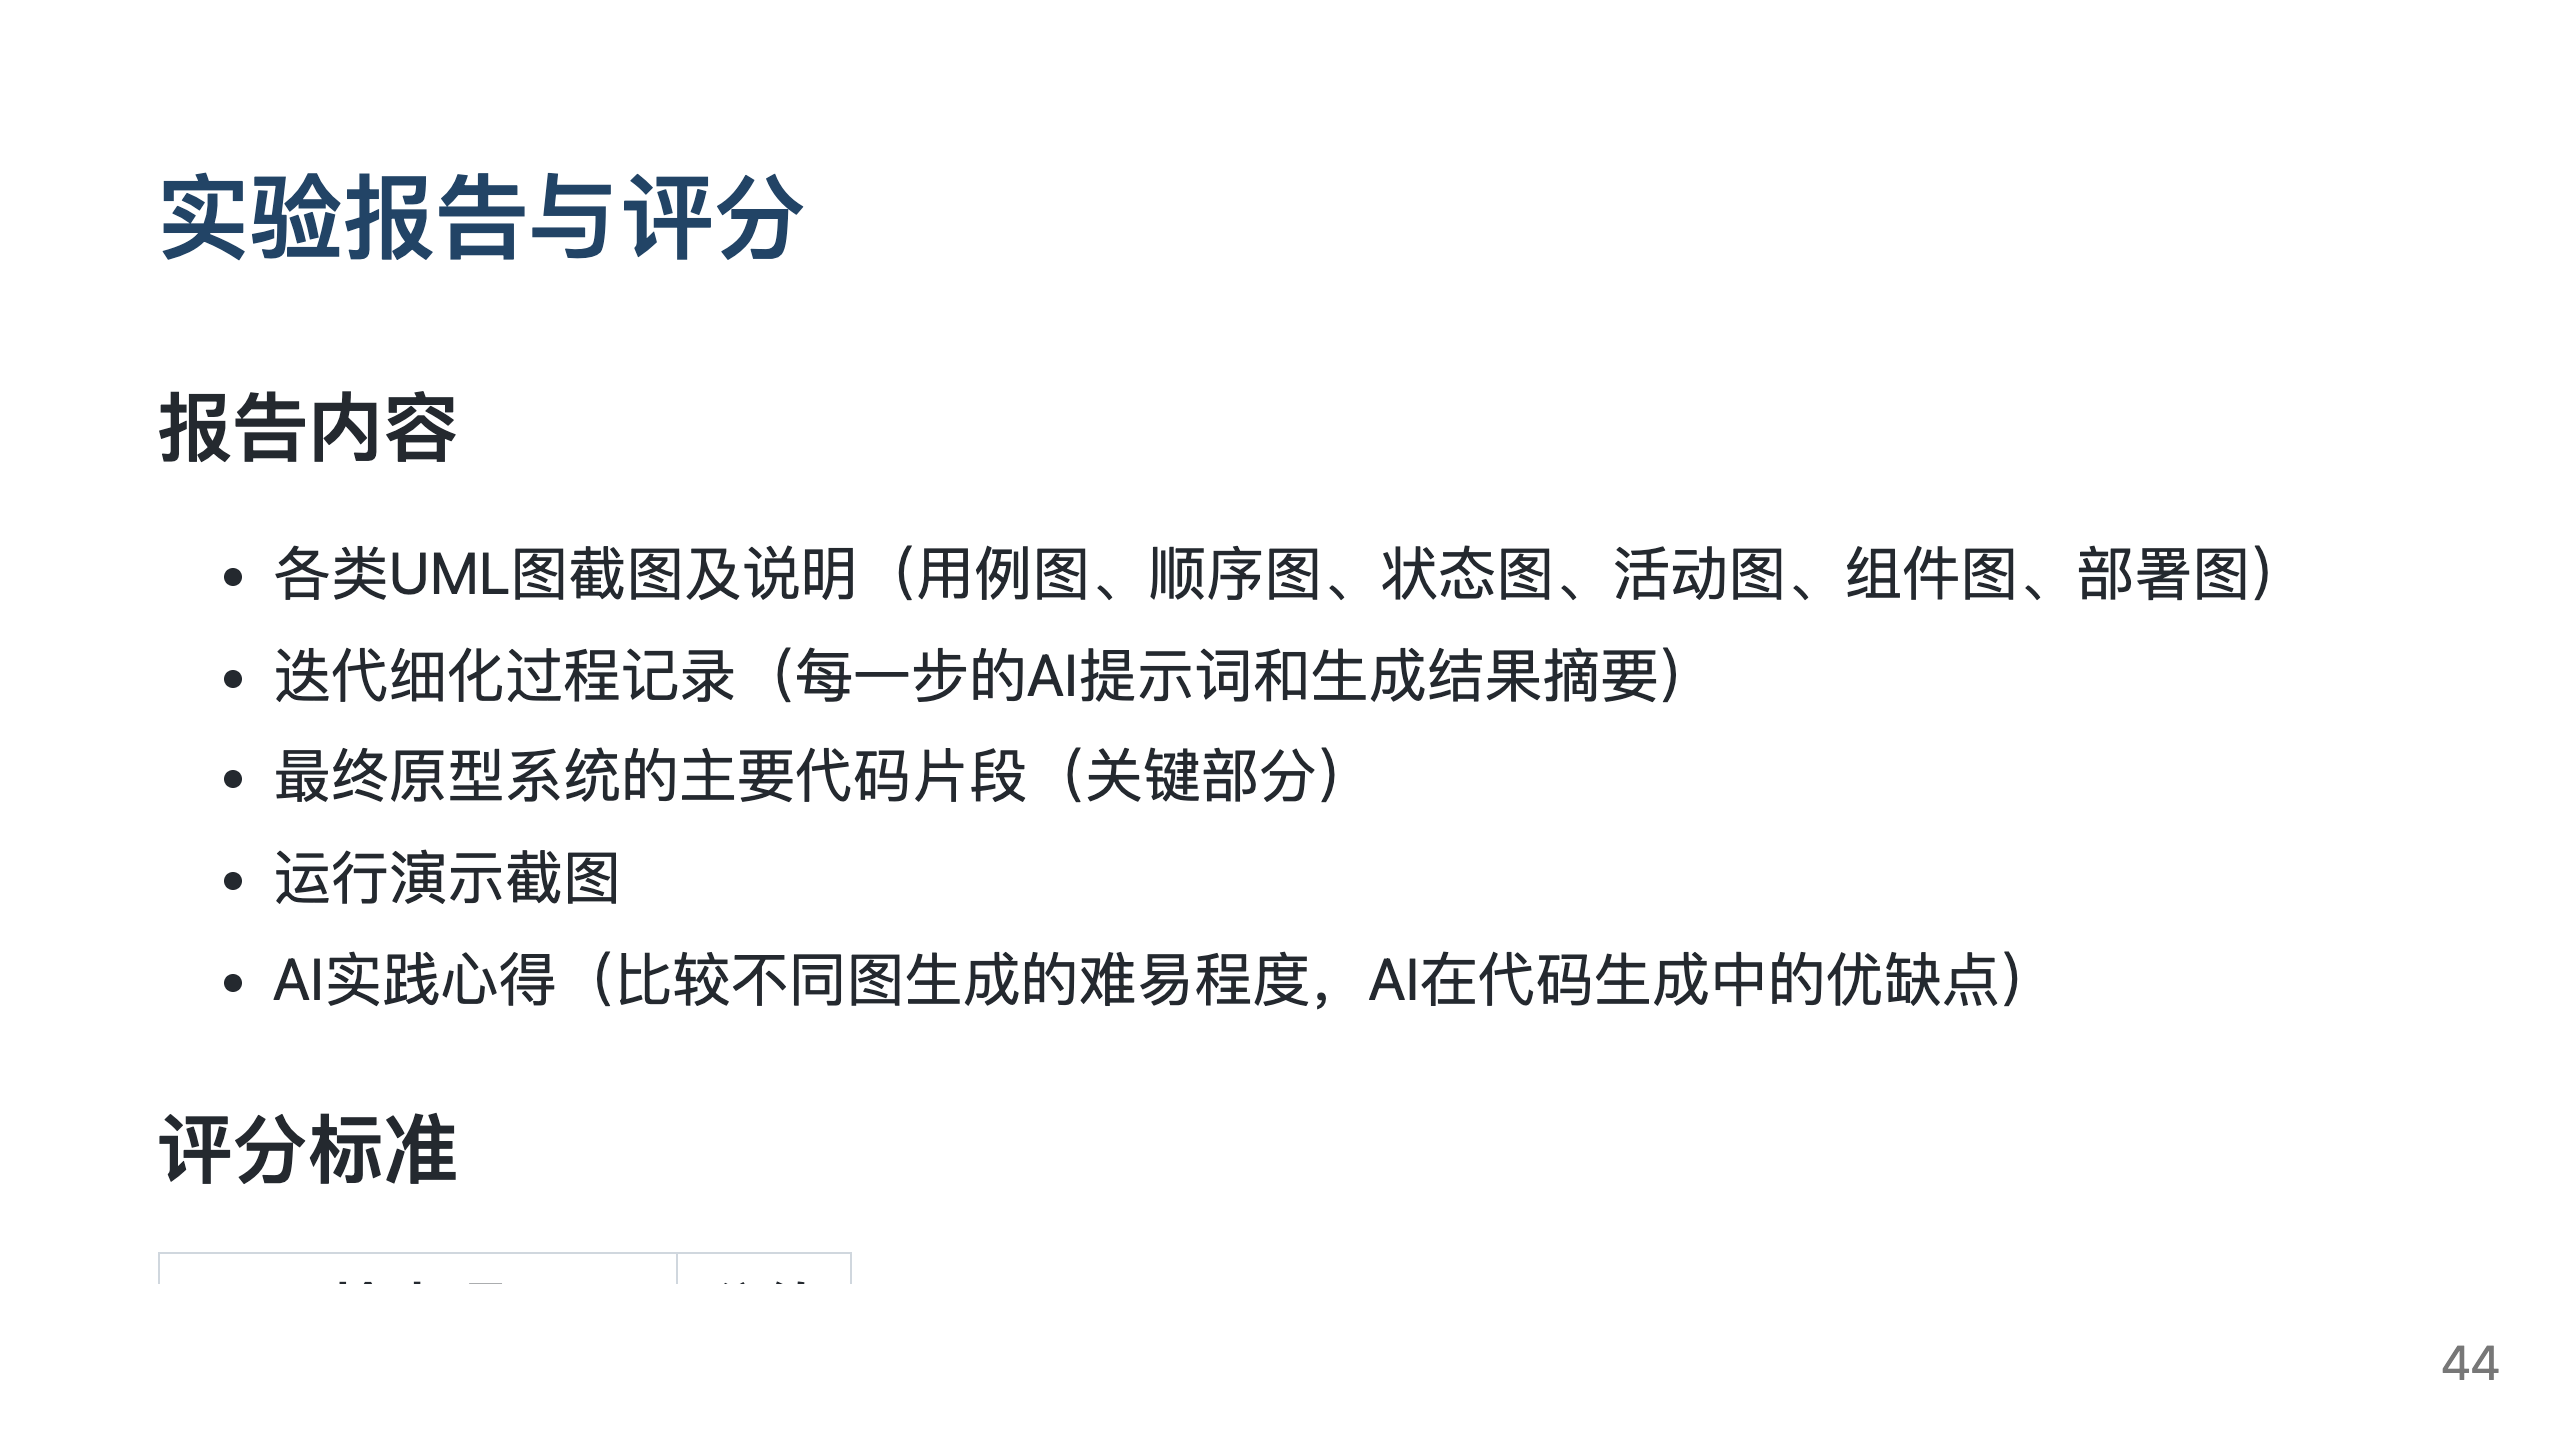 实验报告与评分
报告内容
各类UML图截图及说明（用例图、顺序图、状态图、活动图、组件图、部署图）
迭代细化过程记录（每一步的AI提示词和生成结果摘要）
最终原型系统的主要代码片段（关键部分）
运行演示截图
AI实践心得（比较不同图生成的难易程度，AI在代码生成中的优缺点）
评分标准
44